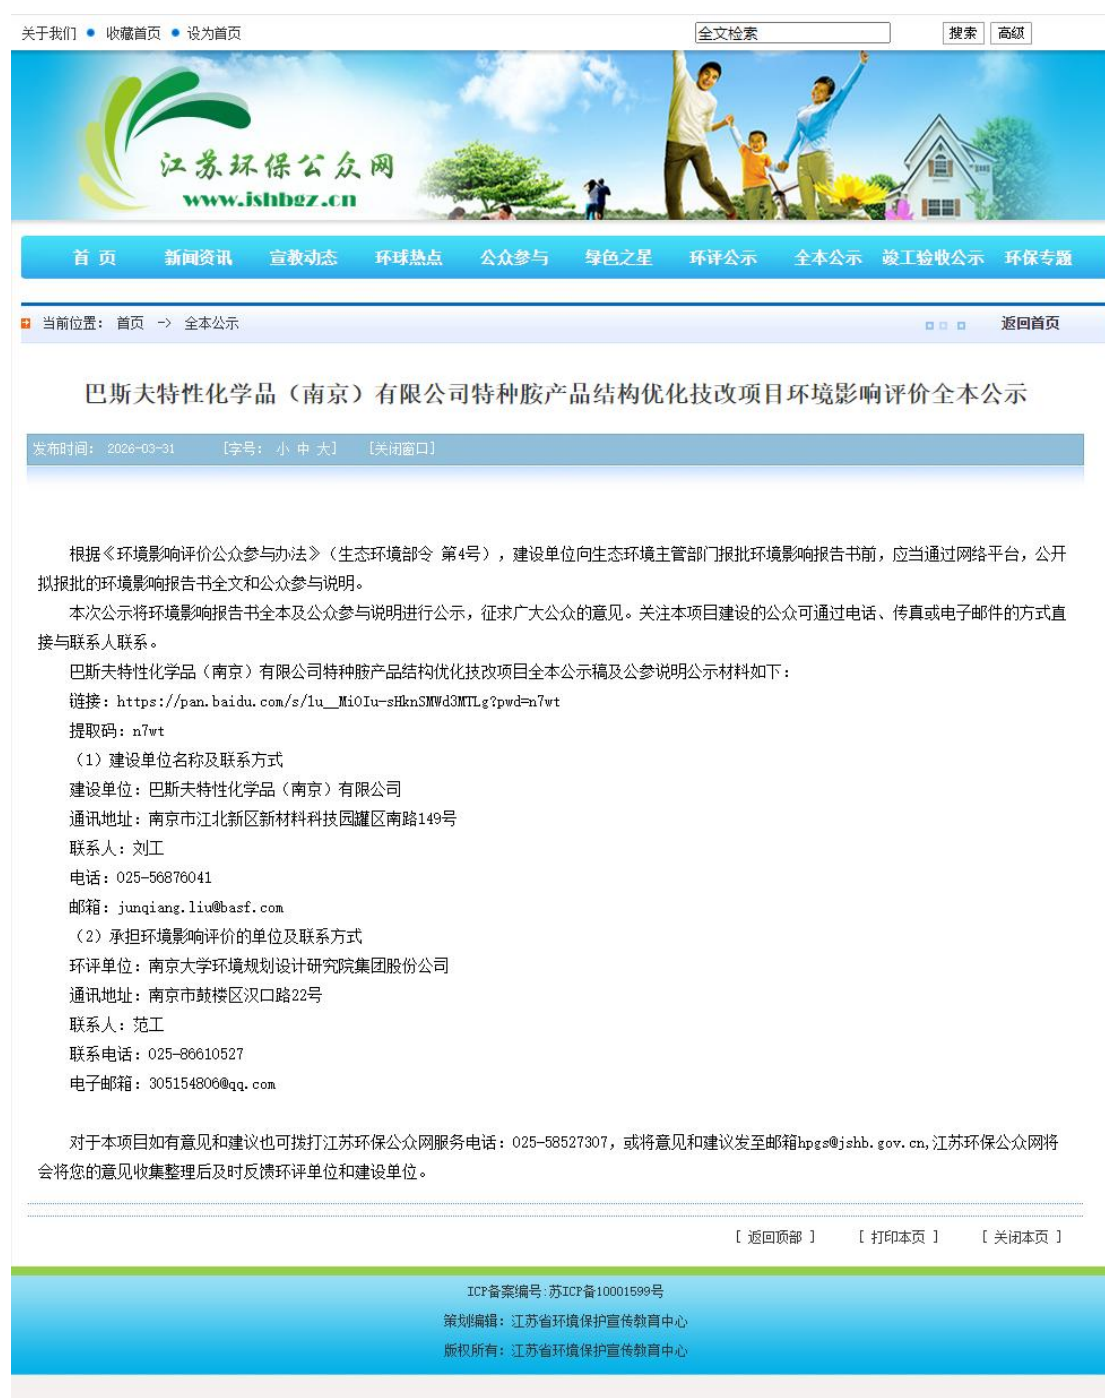 关于我们 ● 收藏首页 ● 设为首页 全文检索 搜索 高级
江苏环保公众网
www.jshbgz.cn
首 页 新闻资讯 宣教动态 环球热点 公众参与 绿色之星 环评公示 全本公示 竣工验收公示 环保专题
当前位置： 首页 -> 全本公示 返回首页
巴斯夫特性化学品（南京）有限公司特种胺产品结构优化技改项目环境影响评价全本公示
发布时间： 2026-03-31 [字号： 小 中 大] [关闭窗口]
根据《环境影响评价公众参与办法》（生态环境部令 第4号），建设单位向生态环境主管部门报批环境影响报告书前，应当通过网络平台，公开
拟报批的环境影响报告书全文和公众参与说明。
本次公示将环境影响报告书全本及公众参与说明进行公示，征求广大公众的意见。关注本项目建设的公众可通过电话、传真或电子邮件的方式直
接与联系人联系。
巴斯夫特性化学品（南京）有限公司特种胺产品结构优化技改项目全本公示稿及公参说明公示材料如下：
链接：https://pan.baidu.com/s/1u__MiOIu-sHknSMWd3MTLg?pwd=n7wt
提取码：n7wt
（1）建设单位名称及联系方式
建设单位：巴斯夫特性化学品（南京）有限公司
通讯地址：南京市江北新区新材料科技园罐区南路149号
联系人：刘工
电话：025-56876041
邮箱：junqiang.liu@basf.com
（2）承担环境影响评价的单位及联系方式
环评单位：南京大学环境规划设计研究院集团股份公司
通讯地址：南京市鼓楼区汉口路22号
联系人：范工
联系电话：025-86610527
电子邮箱：305154806@qq.com
对于本项目如有意见和建议也可拨打江苏环保公众网服务电话：025-58527307，或将意见和建议发至邮箱hpgs@jshb.gov.cn,江苏环保公众网将
会将您的意见收集整理后及时反馈环评单位和建设单位。
[ 返回顶部 ] [ 打印本页 ] [ 关闭本页 ]
ICP备案编号:苏ICP备10001599号
策划编辑：江苏省环境保护宣传教育中心
版权所有：江苏省环境保护宣传教育中心